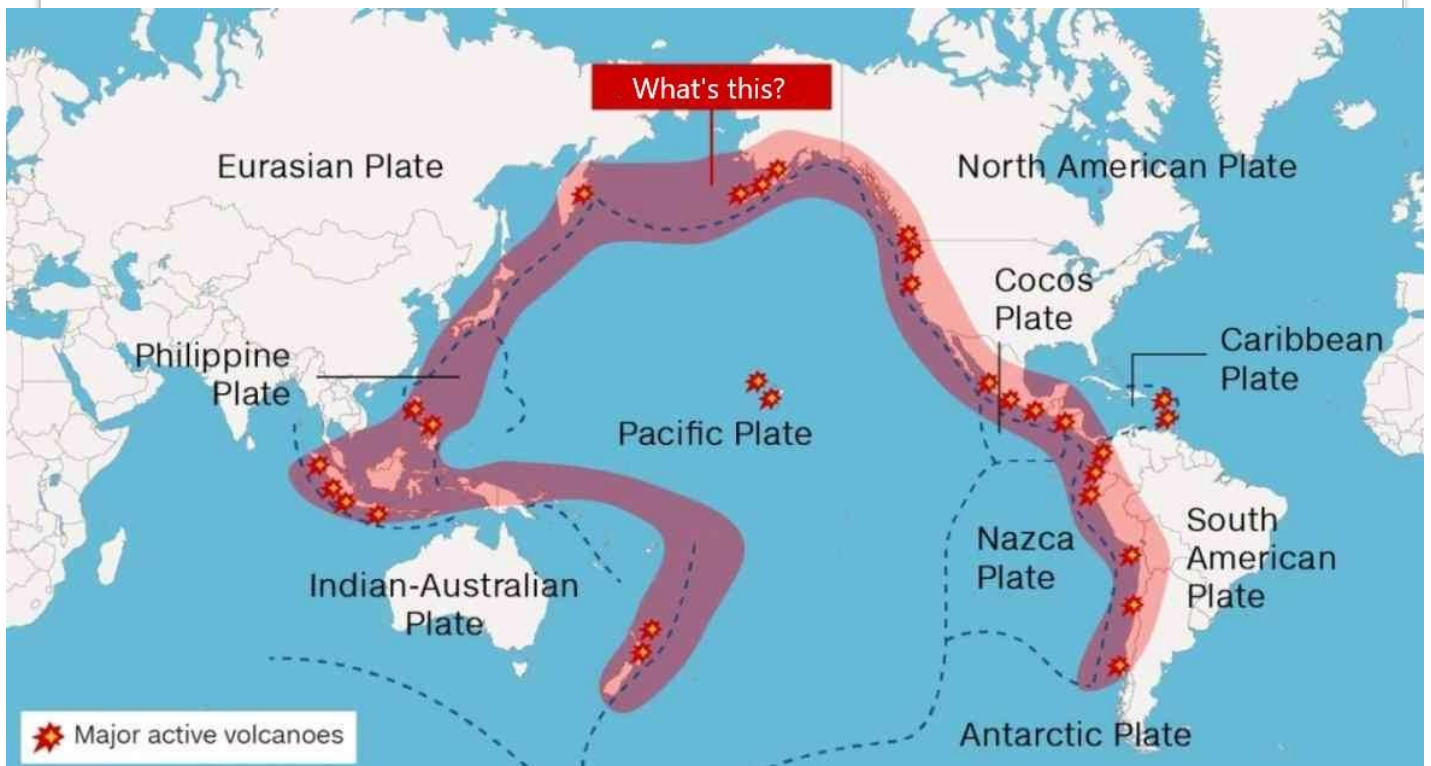 What's this?
Eurasian Plate
North American Plate
Cocos
Plate
Caribbean
Plate
Philippine
Plate
Pacific Plate
Nazca
Plate
South
American
Plate
Indian-Australian
Plate
Major active volcanoes
Antarctic Plate